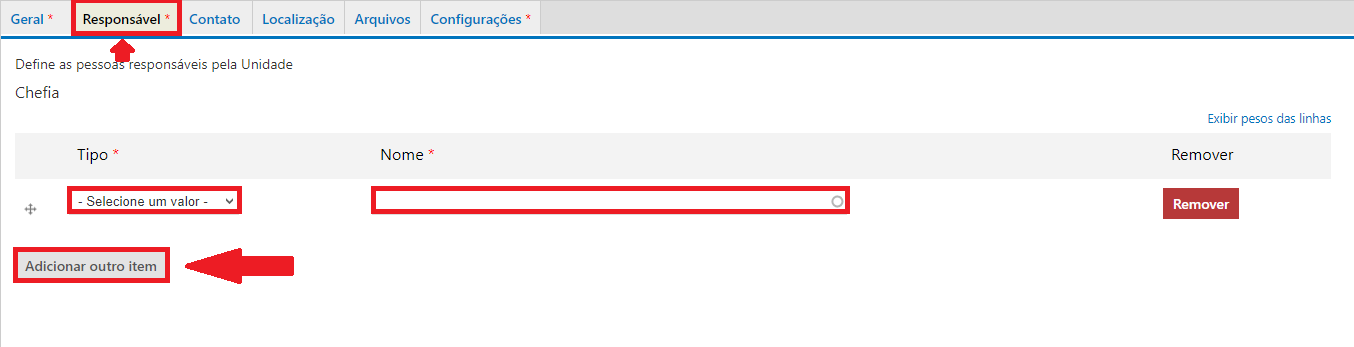 Geral * Responsável * Contato Localização Arquivos Configurações *
Define as pessoas responsáveis pela Unidade
Chefia
Exibir pesos das linhas
Tipo * Nome * Remover
- Selecione um valor - Remover
Adicionar outro item